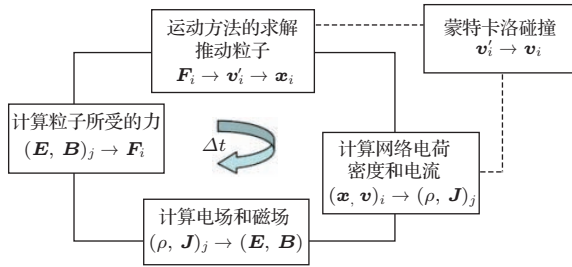 运动方法的求解
推动粒子
F_i → v'_i → x_i
蒙特卡洛碰撞
v'_i → v_i
计算粒子所受的力
(E, B)_j → F_i
Δt
计算网络电荷
密度和电流
(x, v)_i → (ρ, J)_j
计算电场和磁场
(ρ, J)_j → (E, B)